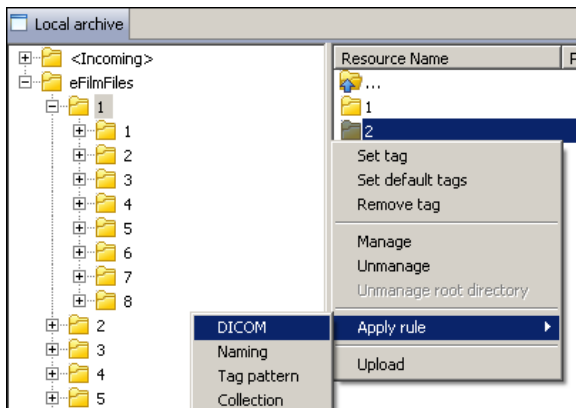 Local archive
<Incoming>
eFilmFiles
1
1
2
3
4
5
6
7
8
2
3
4
5
Resource Name
...
1
2
Set tag
Set default tags
Remove tag
Manage
Unmanage
Unmanage root directory
Apply rule
Upload
DICOM
Naming
Tag pattern
Collection